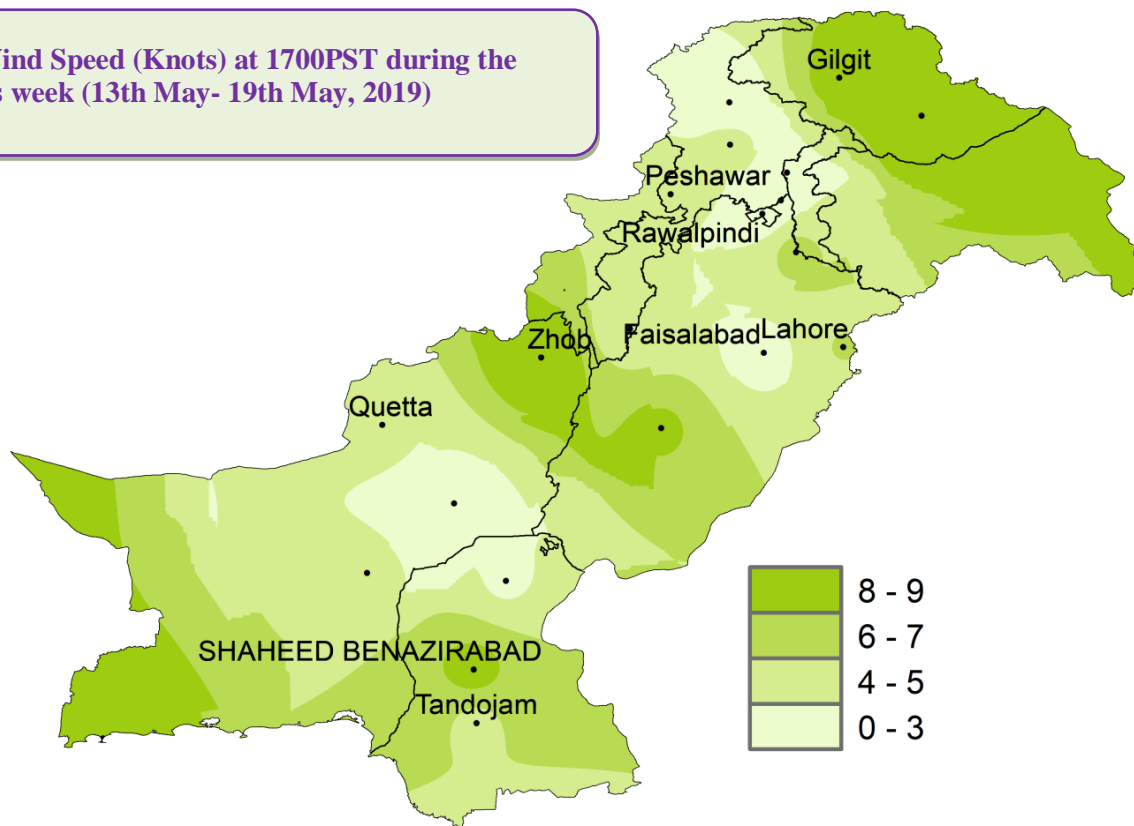 Speed (Knots) at 1700PST during the
week (13th May- 19th May, 2019)
Gilgit
Peshawar
Rawalpindi
Zhob
Faisalabad
Lahore
Quetta
SHAHEED BENAZIRABAD
Tandojam
8 - 9
6 - 7
4 - 5
0 - 3